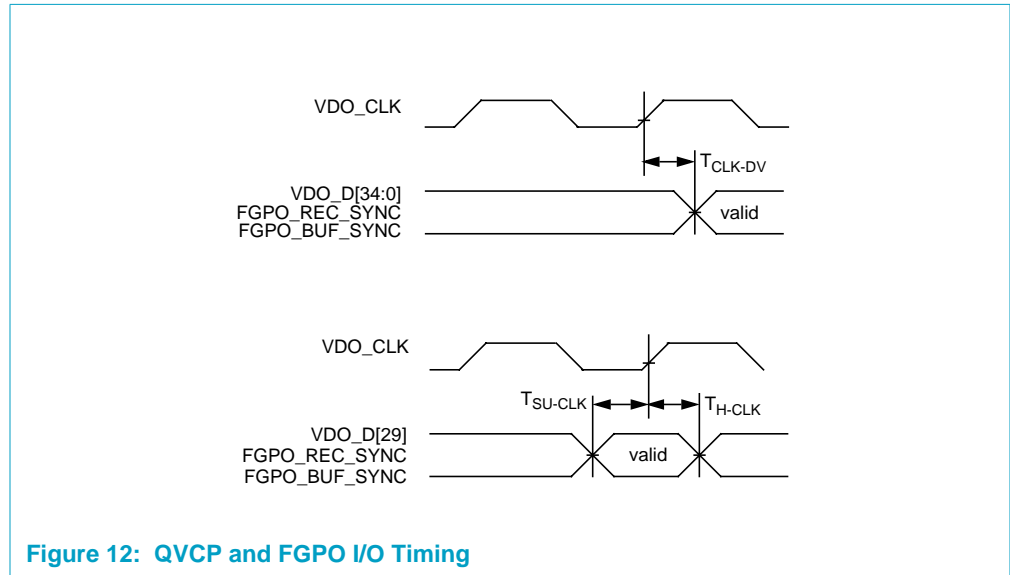 VDO_CLK
TCLK-DV
VDO_D[34:0]
FGPO_REC_SYNC
FGPO_BUF_SYNC
valid
VDO_CLK
TSU-CLK
TH-CLK
VDO_D[29]
FGPO_REC_SYNC
FGPO_BUF_SYNC
valid
Figure 12: QVCP and FGPO I/O Timing